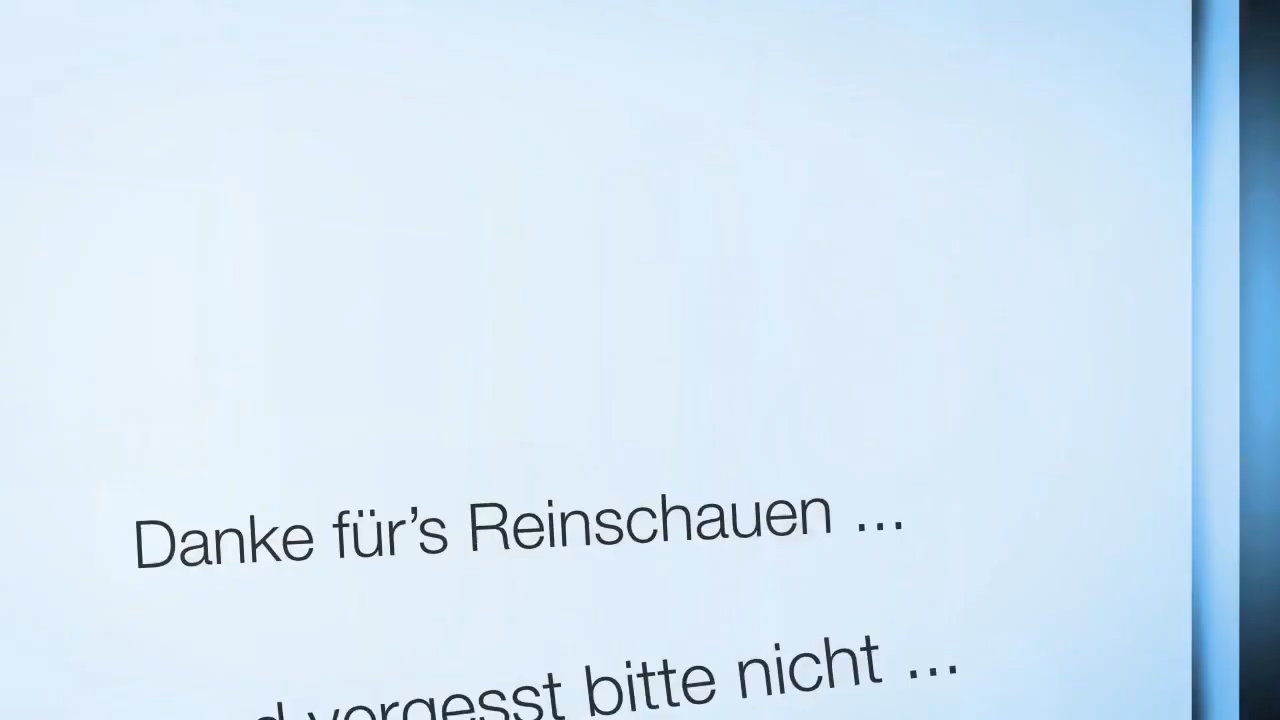 Danke für’s Reinschauen ...
vergesst bitte nicht ...